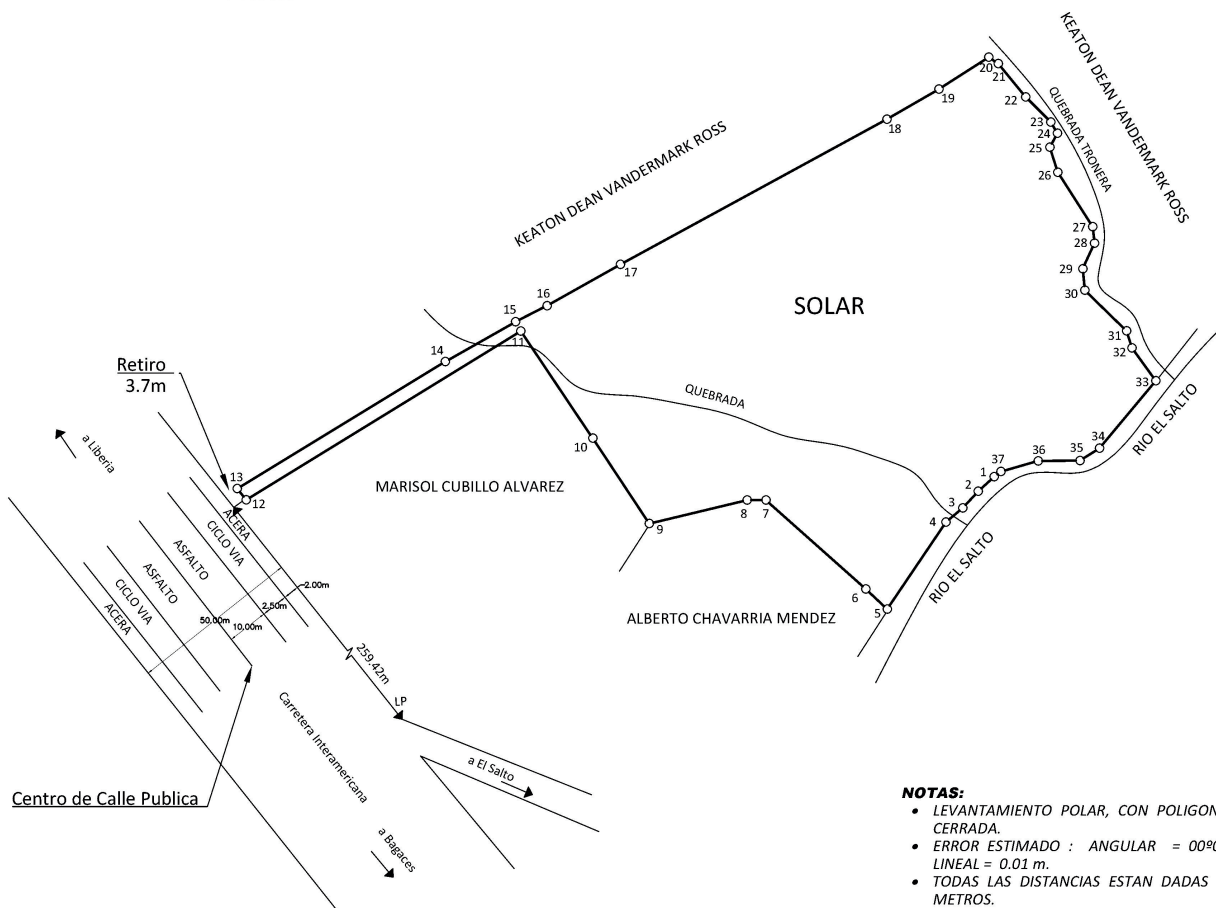 KEATON DEAN VANDERMARK ROSS
KEATON DEAN VANDERMARK ROSS
QUEBRADA TRONERA
20
21
19
22
18
23
24
25
26
27
28
29
30
31
32
33
17
16
15
14
11
SOLAR
QUEBRADA
RIO EL SALTO
Retiro
3.7m
a Liberia
13
12
10
MARISOL CUBILLO ALVAREZ
9
8
7
6
5
4
3
2
1
37
36
35
34
RIO EL SALTO
ALBERTO CHAVARRIA MENDEZ
ACERA
CICLO VIA
ASFALTO
ASFALTO
CICLO VIA
ACERA
2.00m
2.50m
10,00m
50,00m
259.42m
LP
Carretera Interamericana
a El Salto
a Bagaces
Centro de Calle Publica
NOTAS:
• LEVANTAMIENTO POLAR, CON POLIGON
CERRADA.
• ERROR ESTIMADO : ANGULAR = 00º0
LINEAL = 0.01 m.
• TODAS LAS DISTANCIAS ESTAN DADAS
METROS.